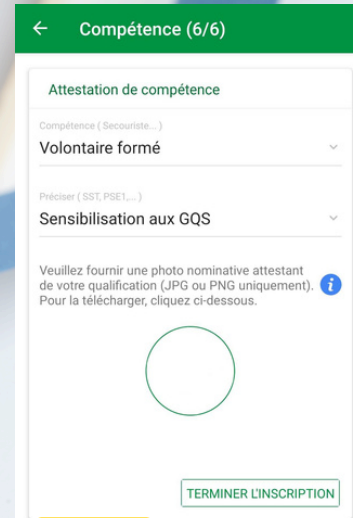 Compétence (6/6)
Attestation de compétence
Compétence ( Secouriste... )
Volontaire formé
Préciser ( SST, PSE1,... )
Sensibilisation aux GQS
Veuillez fournir une photo nominative attestant
de votre qualification (JPG ou PNG uniquement).
Pour la télécharger, cliquez ci-dessous.
TERMINER L'INSCRIPTION